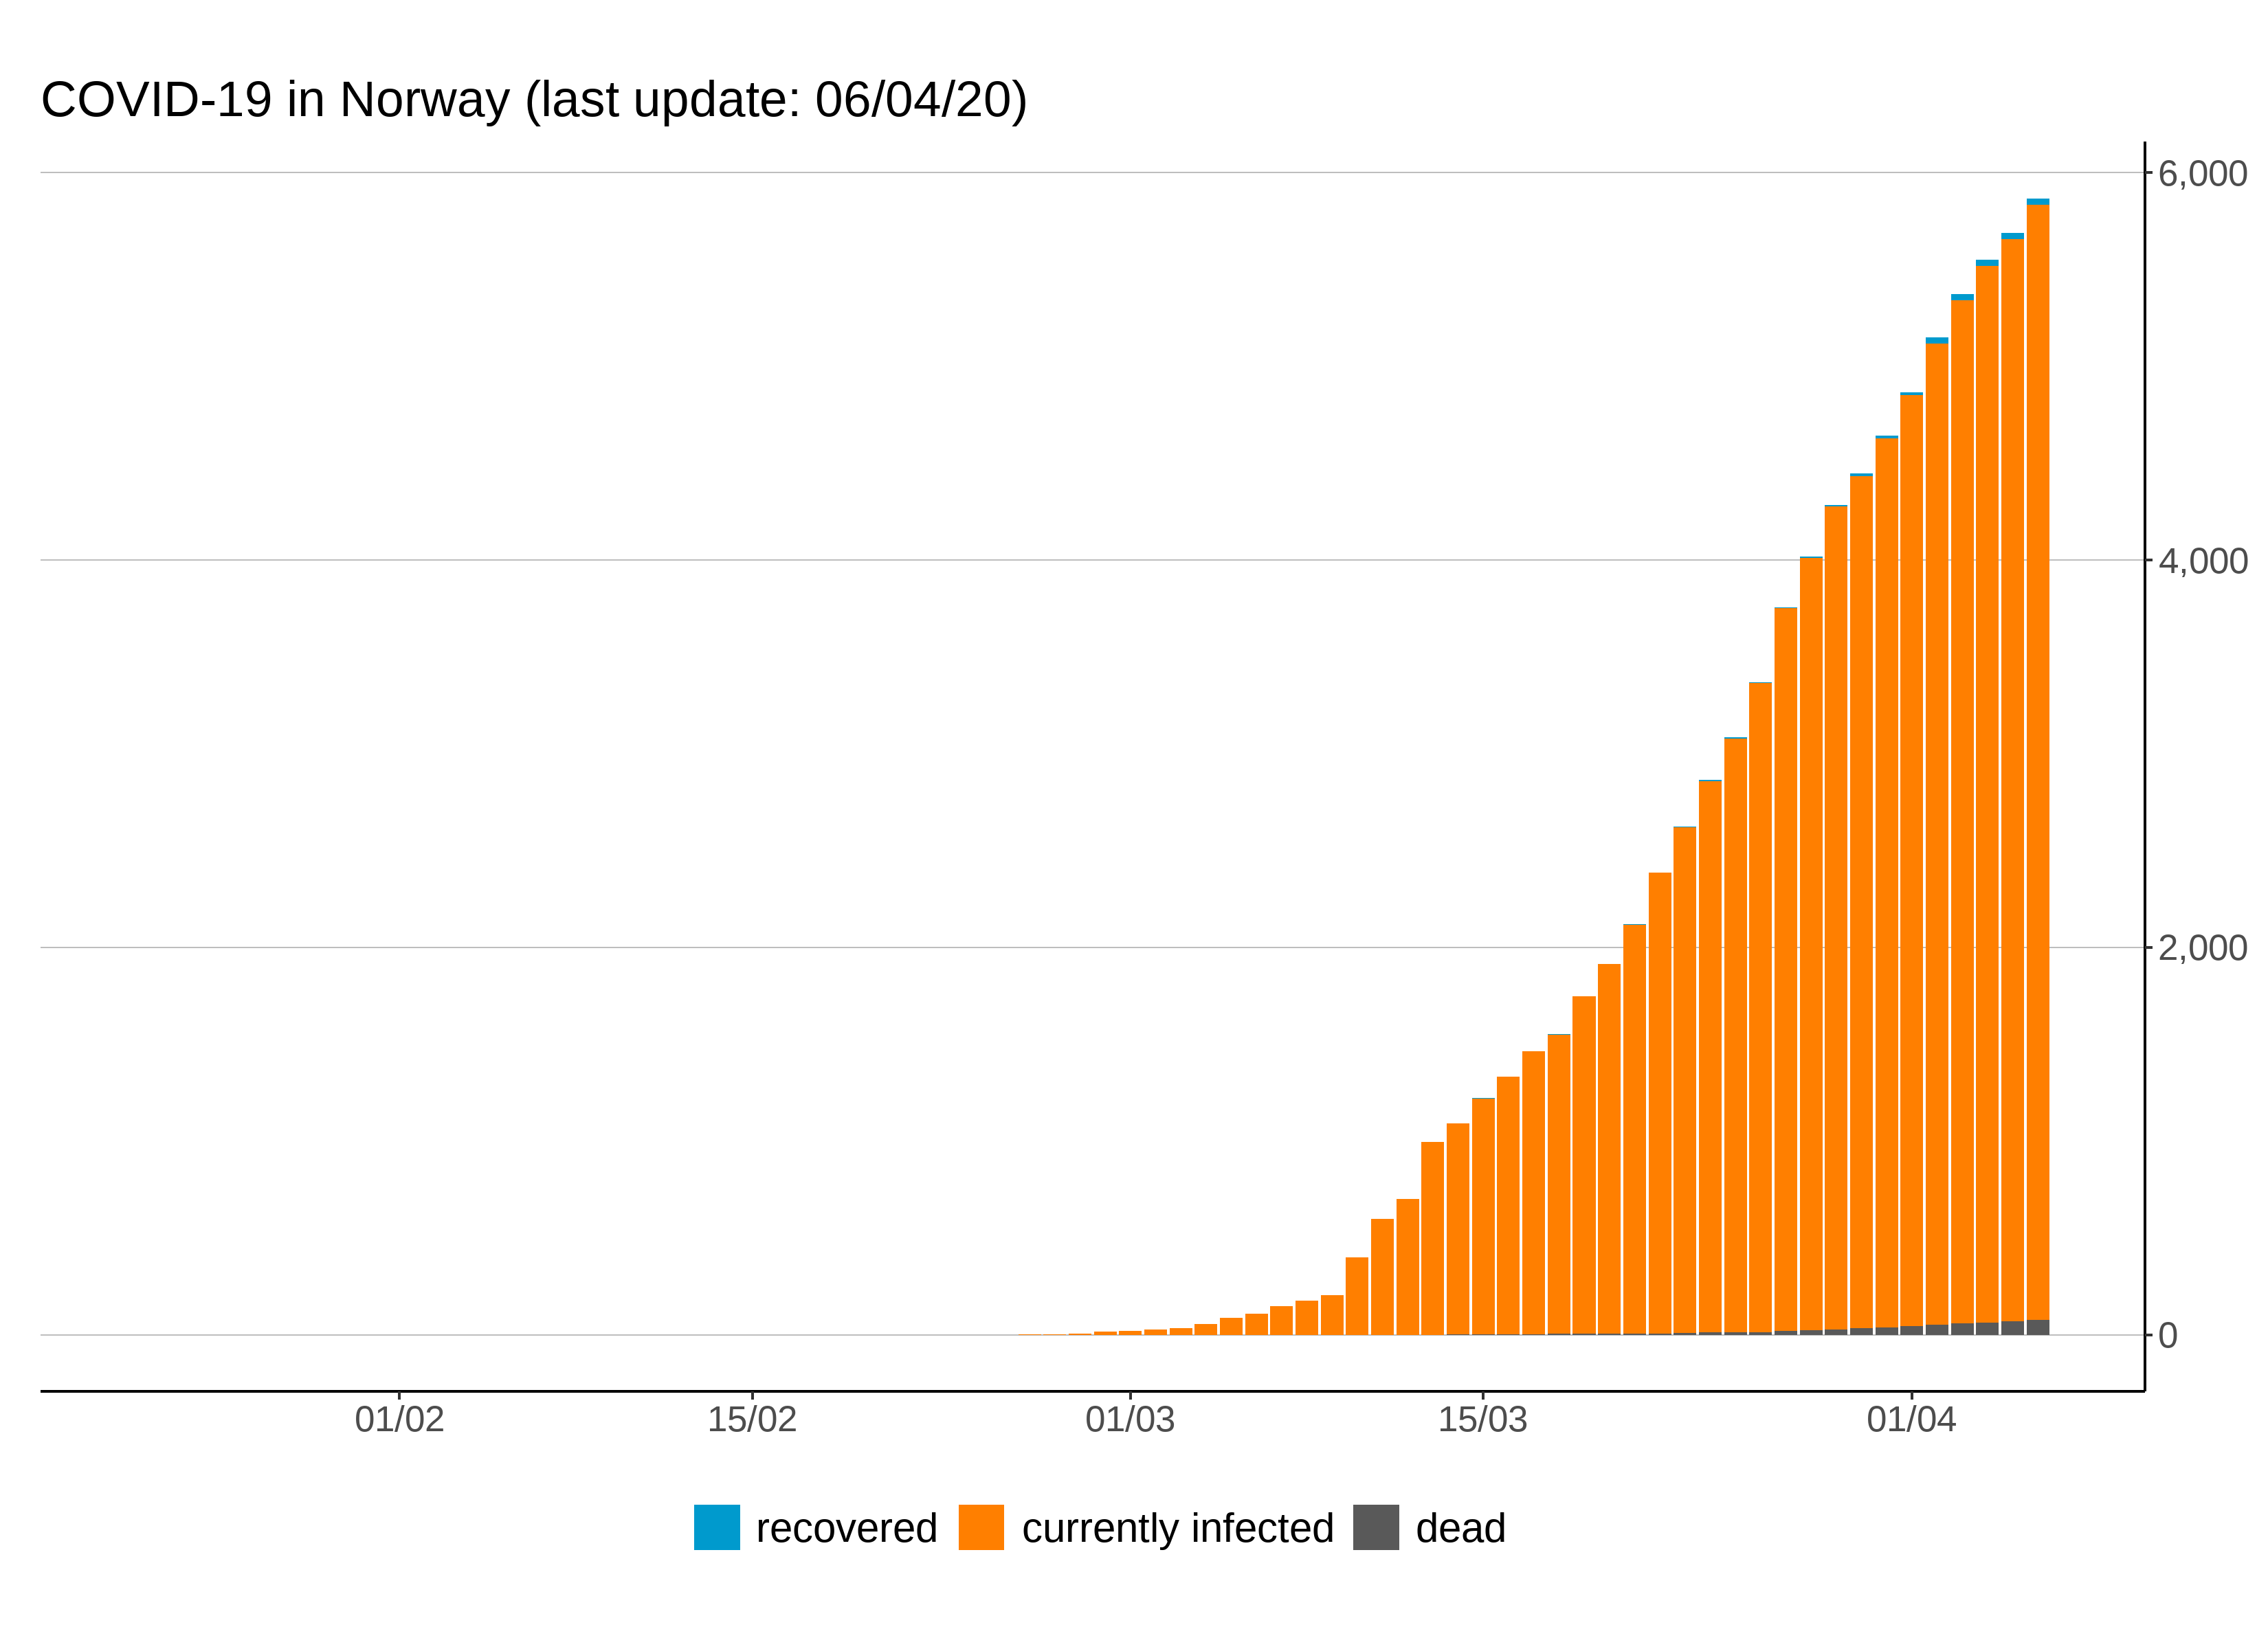 COVID-19 in Norway (last update: 06/04/20)
6,000
4,000
2,000
0
01/02 15/02 01/03 15/03 01/04
recovered currently infected dead